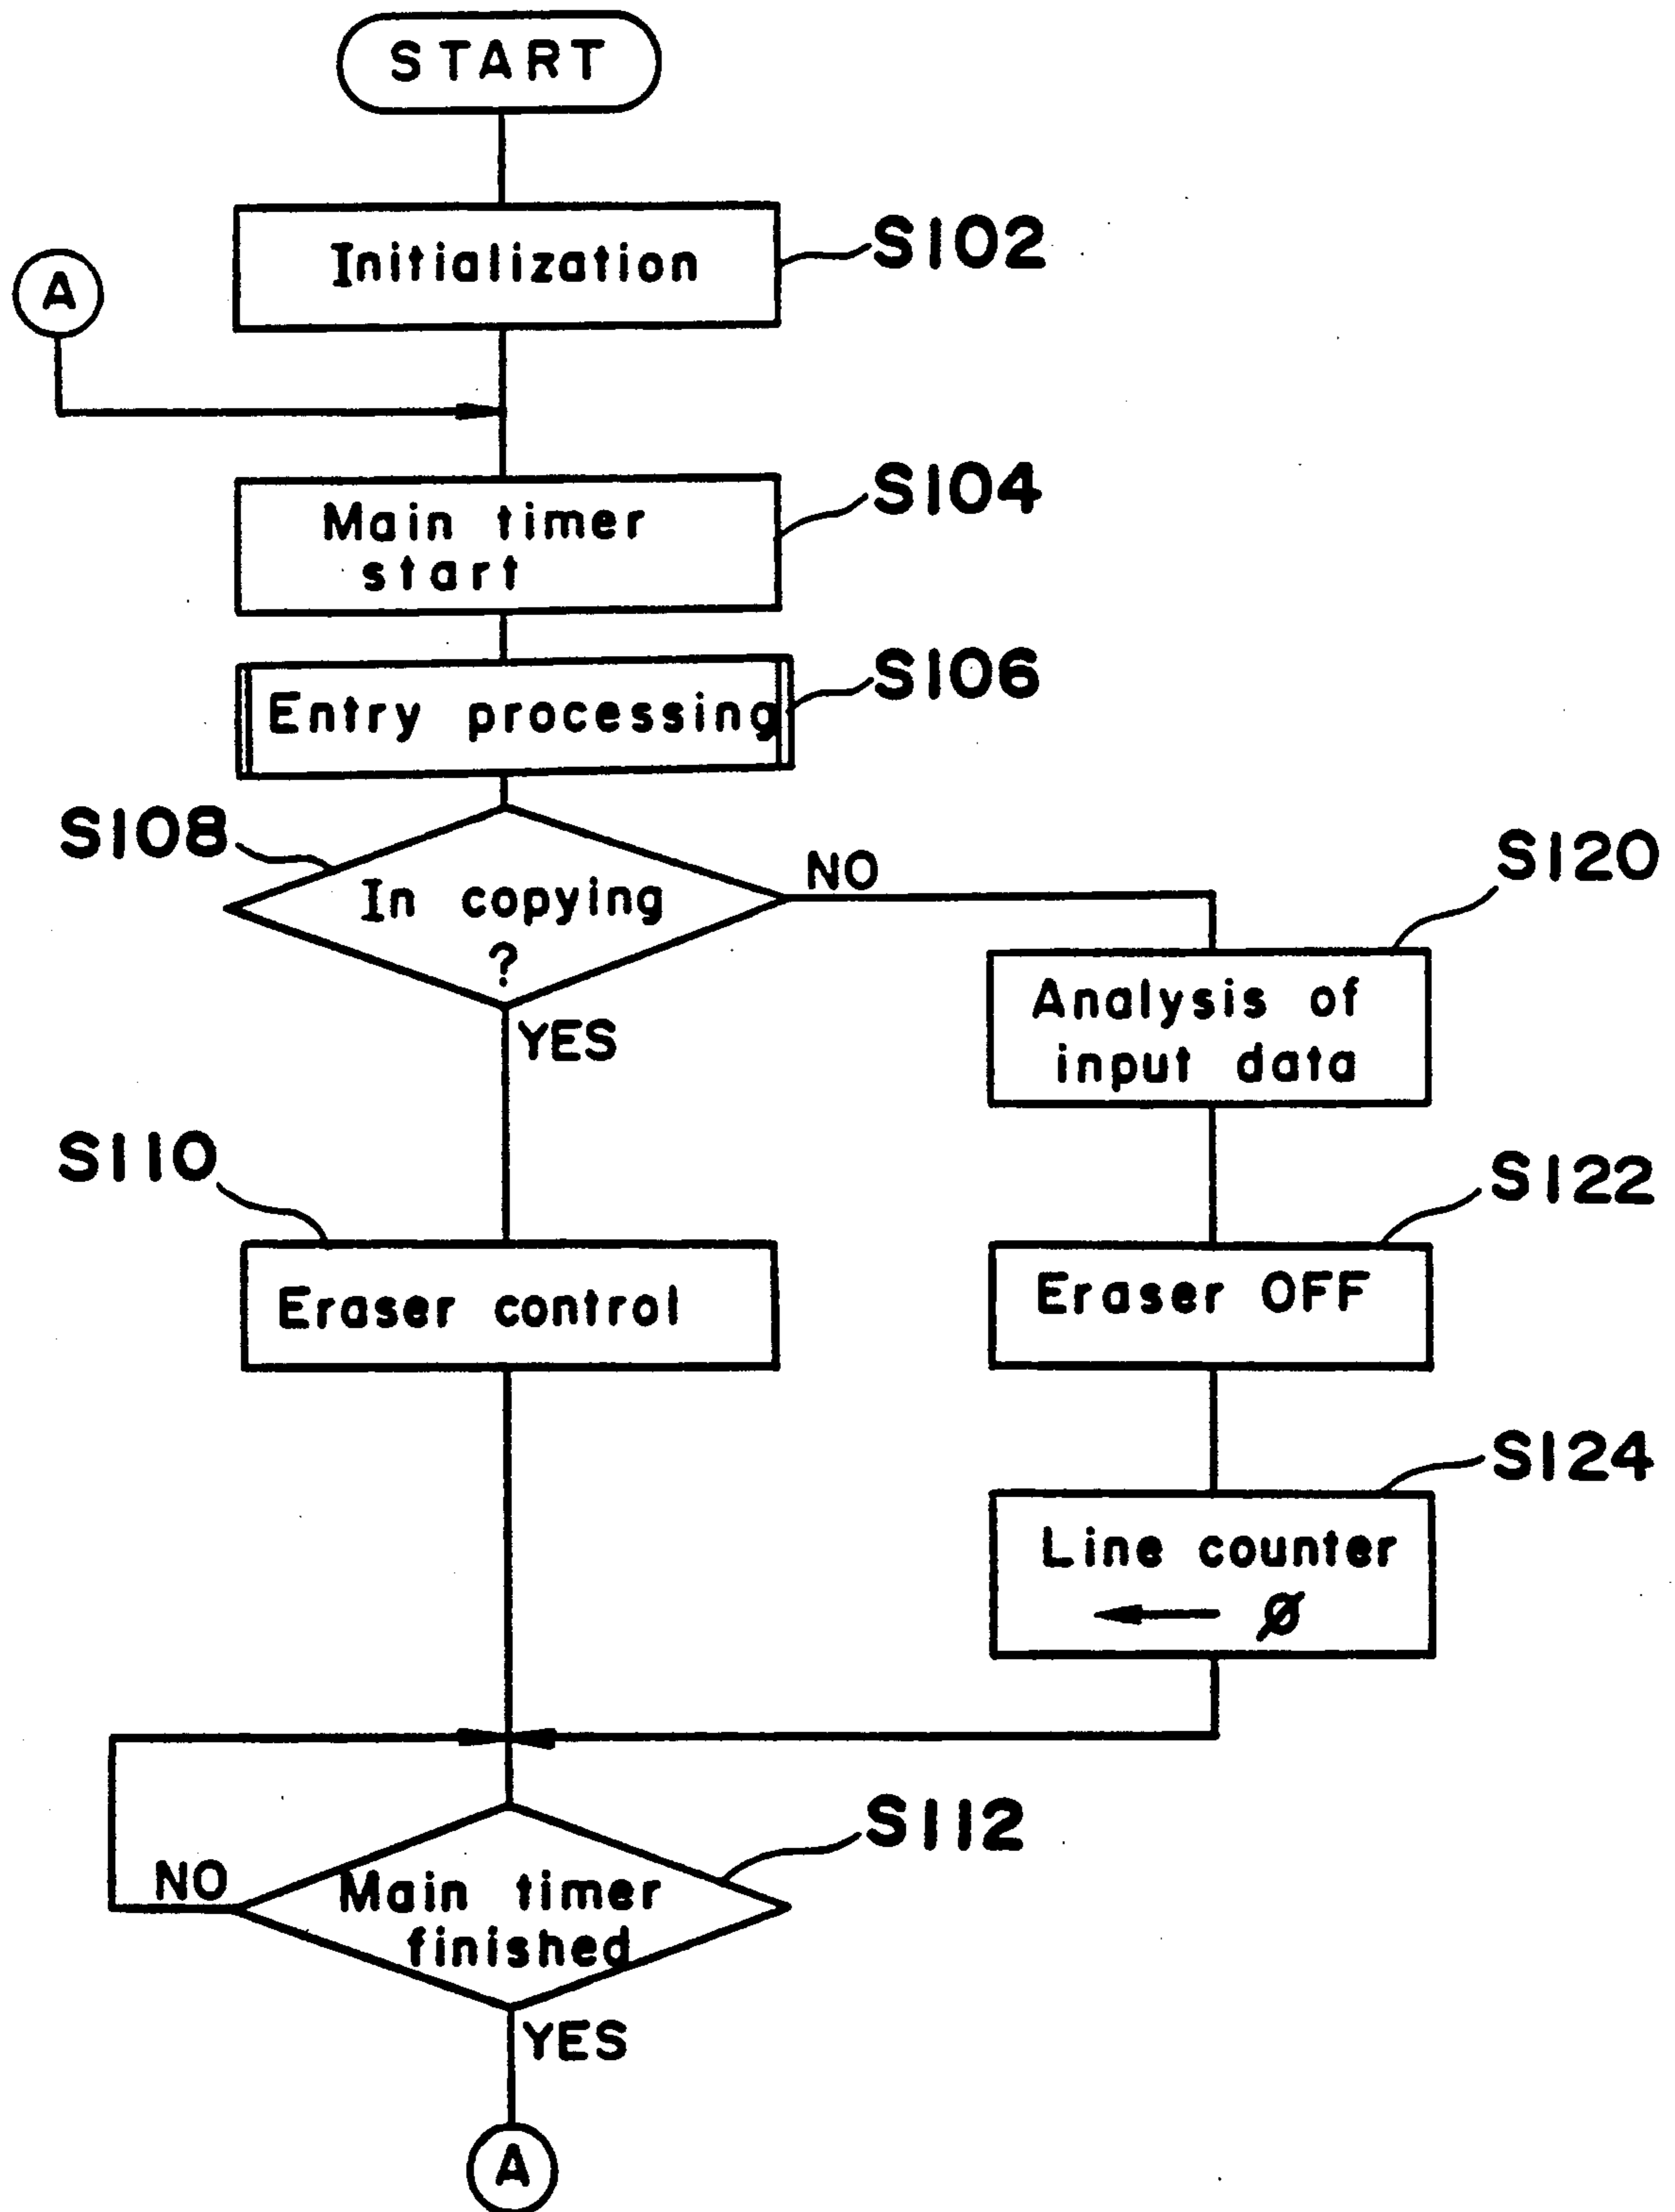 START
Initialization
S102
A
Main timer
start
S104
Entry processing
S106
S108
In copying
?
NO
YES
S120
Analysis of
input data
S110
Eraser control
S122
Eraser OFF
S124
Line counter
← Ø
S112
Main timer
finished
NO
YES
A